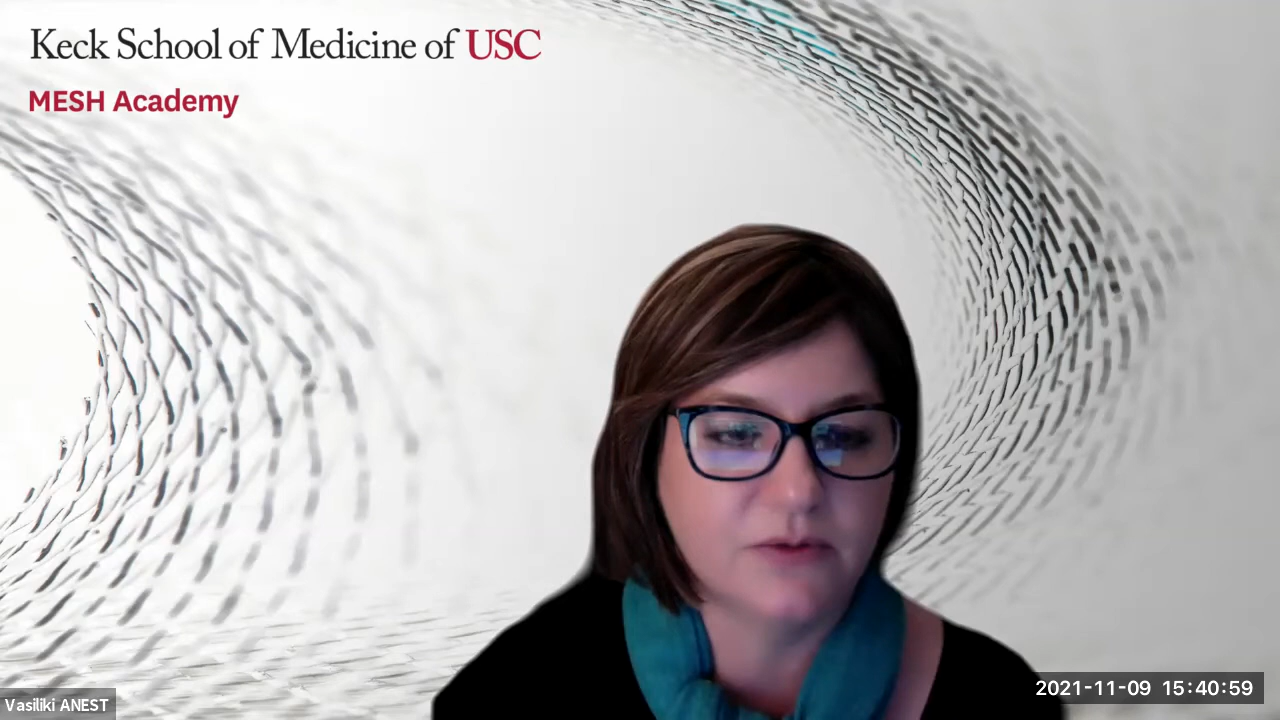 Keck School of Medicine of USC
MESH Academy
Vasiliki ANEST
2021-11-09 15:40:59